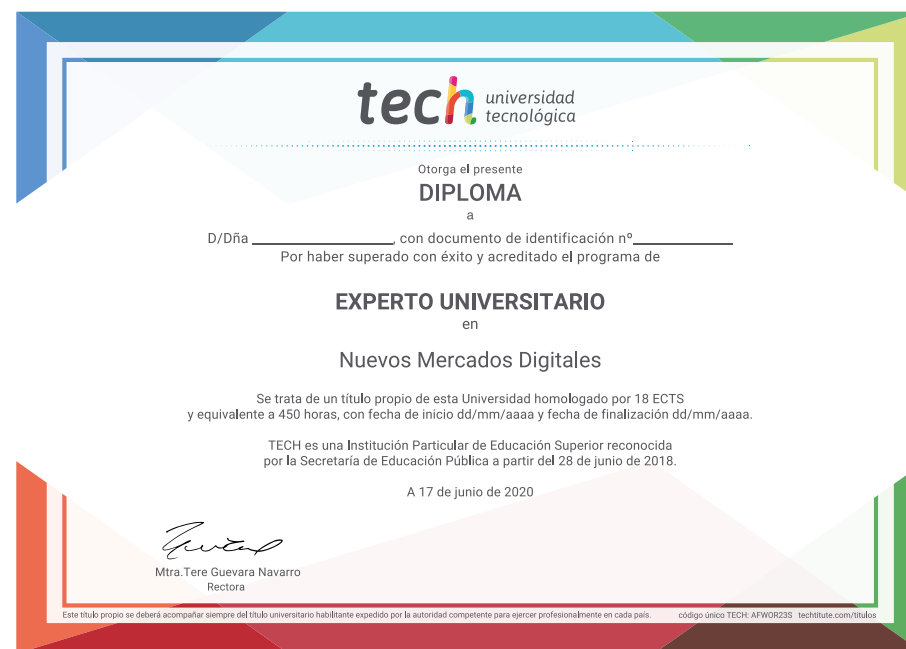 tech universidad
tecnológica
Otorga el presente
DIPLOMA
a
D/Dña ____________________, con documento de identificación nº______________
Por haber superado con éxito y acreditado el programa de
EXPERTO UNIVERSITARIO
en
Nuevos Mercados Digitales
Se trata de un título propio de esta Universidad homologado por 18 ECTS
y equivalente a 450 horas, con fecha de inicio dd/mm/aaaa y fecha de finalización dd/mm/aaaa.
TECH es una Institución Particular de Educación Superior reconocida
por la Secretaría de Educación Pública a partir del 28 de junio de 2018.
A 17 de junio de 2020
Mtra.Tere Guevara Navarro
Rectora
Este título propio se deberá acompañar siempre del título universitario habilitante expedido por la autoridad competente para ejercer profesionalmente en cada país. código único TECH: AFWOR23S techtitute.com/titulos